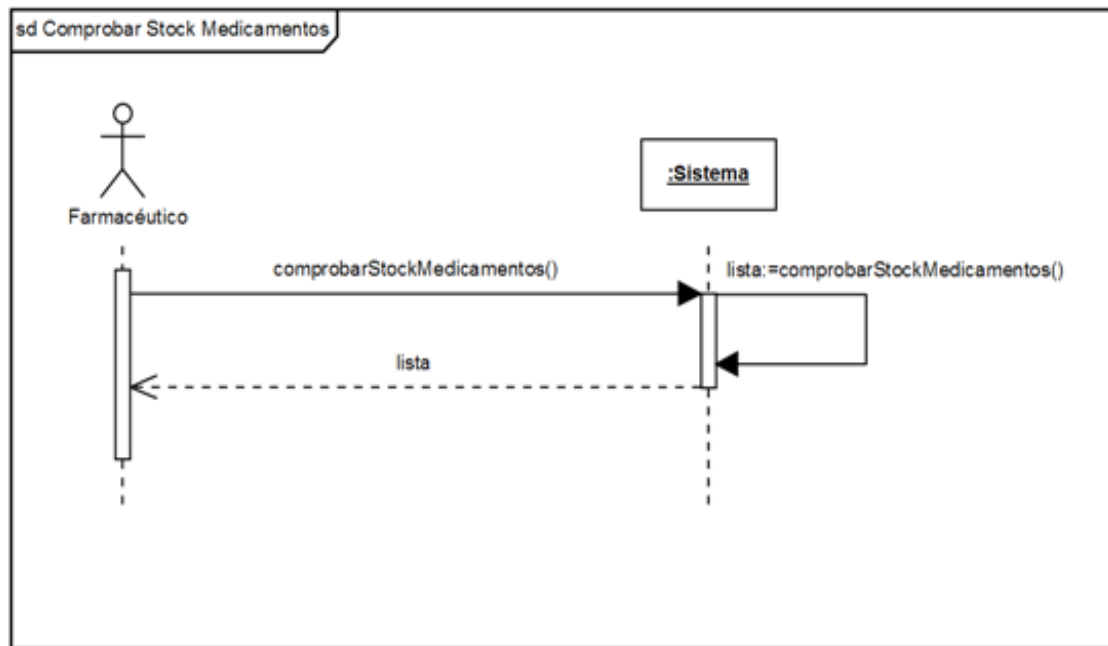 sd Comprobar Stock Medicamentos
Farmacéutico
:Sistema
comprobarStockMedicamentos()
lista:=comprobarStockMedicamentos()
lista